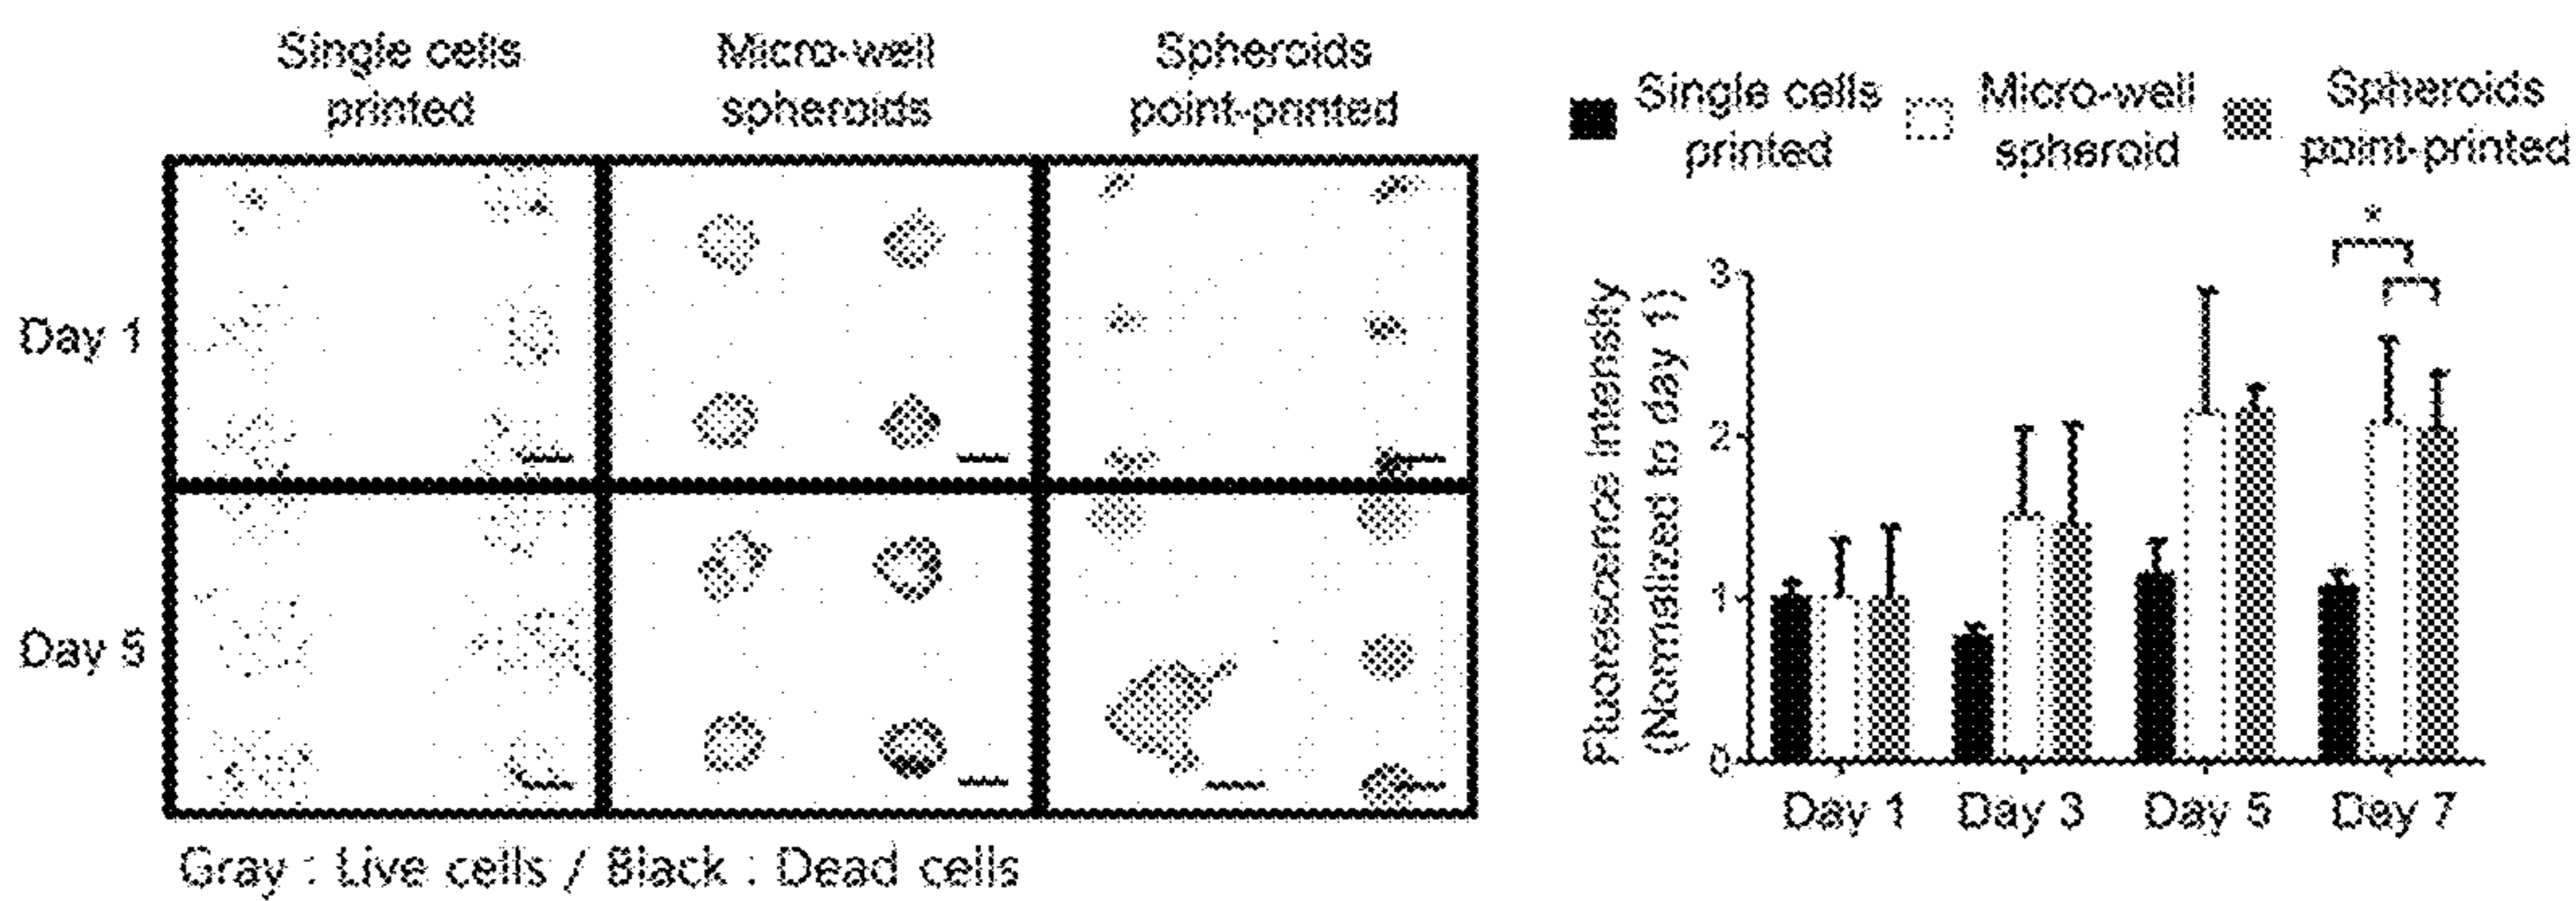 Single cells
printed
Micro-well
spheroids
Spheroids
point-printed
Day 1
Day 5
Gray : Live cells / Black : Dead cells
Single cells
printed
Micro-well
spheroid
Spheroids
point-printed
*
Fluorescence intensity
(Normalized to day 1)
3
2
1
0
Day 1 Day 3 Day 5 Day 7